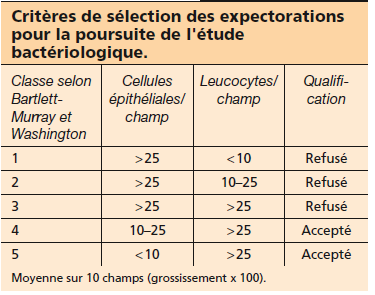 Critères de sélection des expectorations
pour la poursuite de l'étude
bactériologique.
Classe selon Cellules Leucocytes/ Qualifi-
Bartlett- épithéliales/ champ cation
Murray et champ
Washington
1 >25 <10 Refusé
2 >25 10–25 Refusé
3 >25 >25 Refusé
4 10–25 >25 Accepté
5 <10 >25 Accepté
Moyenne sur 10 champs (grossissement x 100).